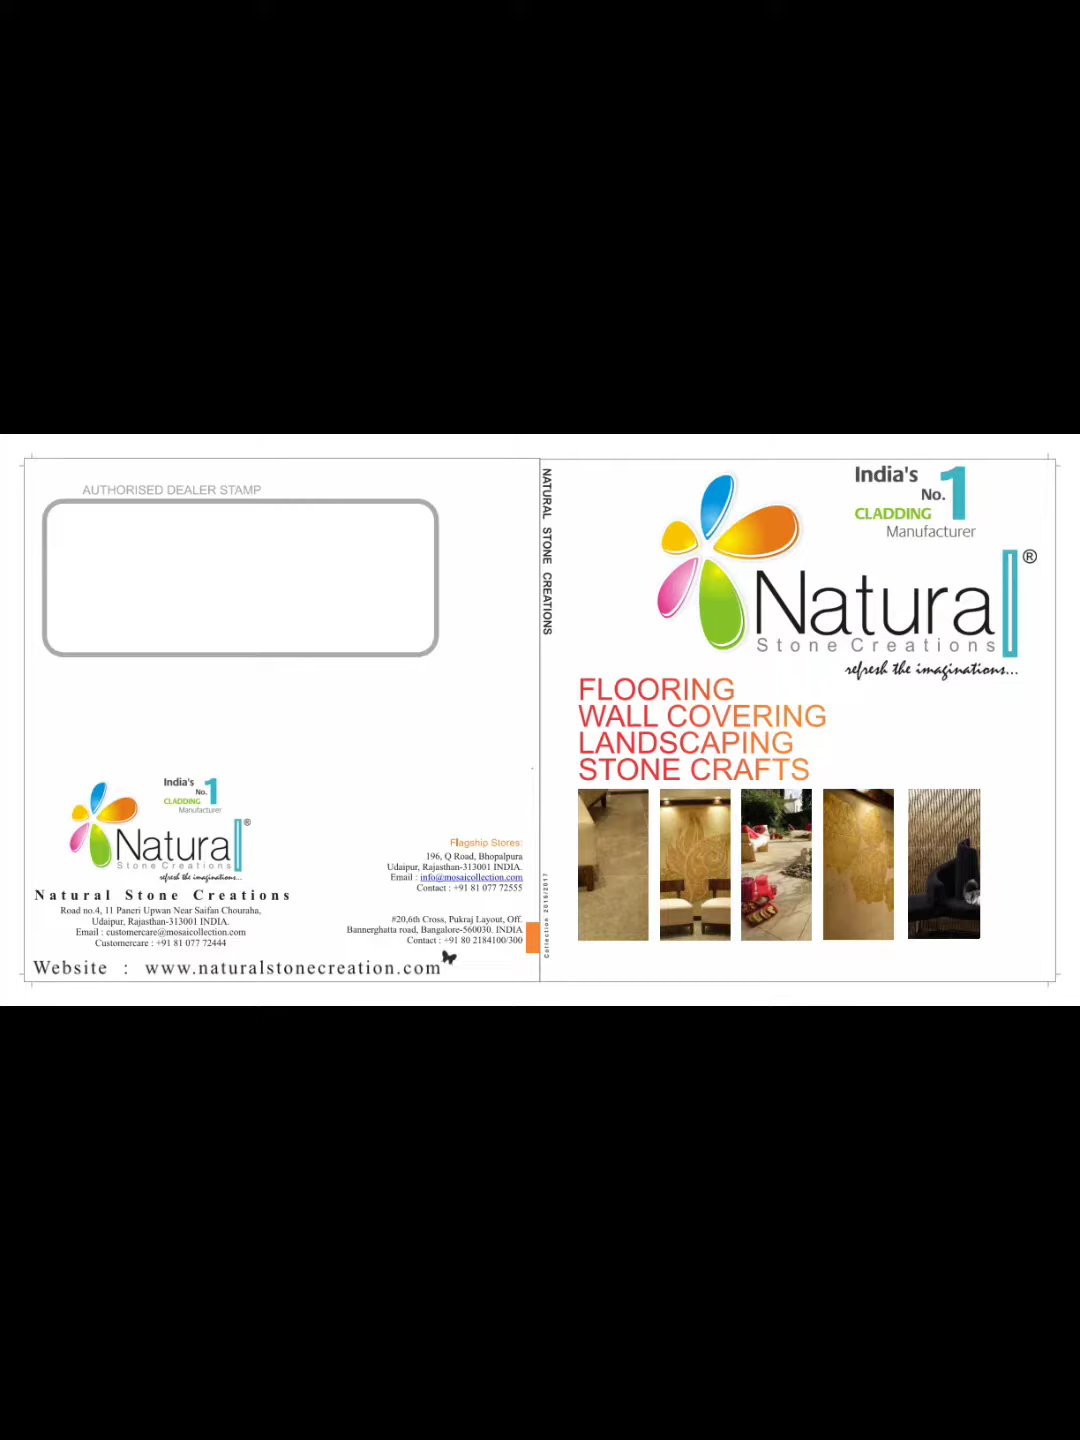 AUTHORISED DEALER STAMP
India's
No. 1
CLADDING
Manufacturer
Natural ®
Stone Creations
refresh the imaginations...
Natural Stone Creations
Road no.4, 11 Paneri Upwan Near Saifan Chouraha,
Udaipur, Rajasthan-313001 INDIA.
Email : customercare@mosaicollection.com
Customercare : +91 81 077 72444
Flagship Stores:
196, Q Road, Bhopalpura
Udaipur, Rajasthan-313001 INDIA.
Email : info@mosaicollection.com
Contact : +91 81 077 72555
#20,6th Cross, Pukraj Layout, Off.
Bannerghatta road, Bangalore-560030. INDIA
Contact : +91 80 2184100/300
Website : www.naturalstonecreation.com
NATURAL STONE CREATIONS
Collection 2016/2017
India's
No. 1
CLADDING
Manufacturer
Natural ®
Stone Creations
refresh the imaginations...
FLOORING
WALL COVERING
LANDSCAPING
STONE CRAFTS